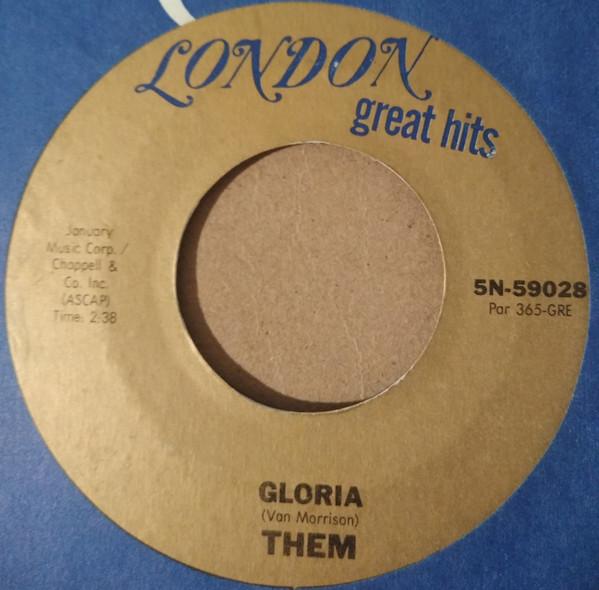 LONDON
great hits
January
Music Corp. /
Chappell &
Co. Inc.
(ASCAP)
Time: 2:38
5N-59028
Par 365-GRE
GLORIA
(Van Morrison)
THEM